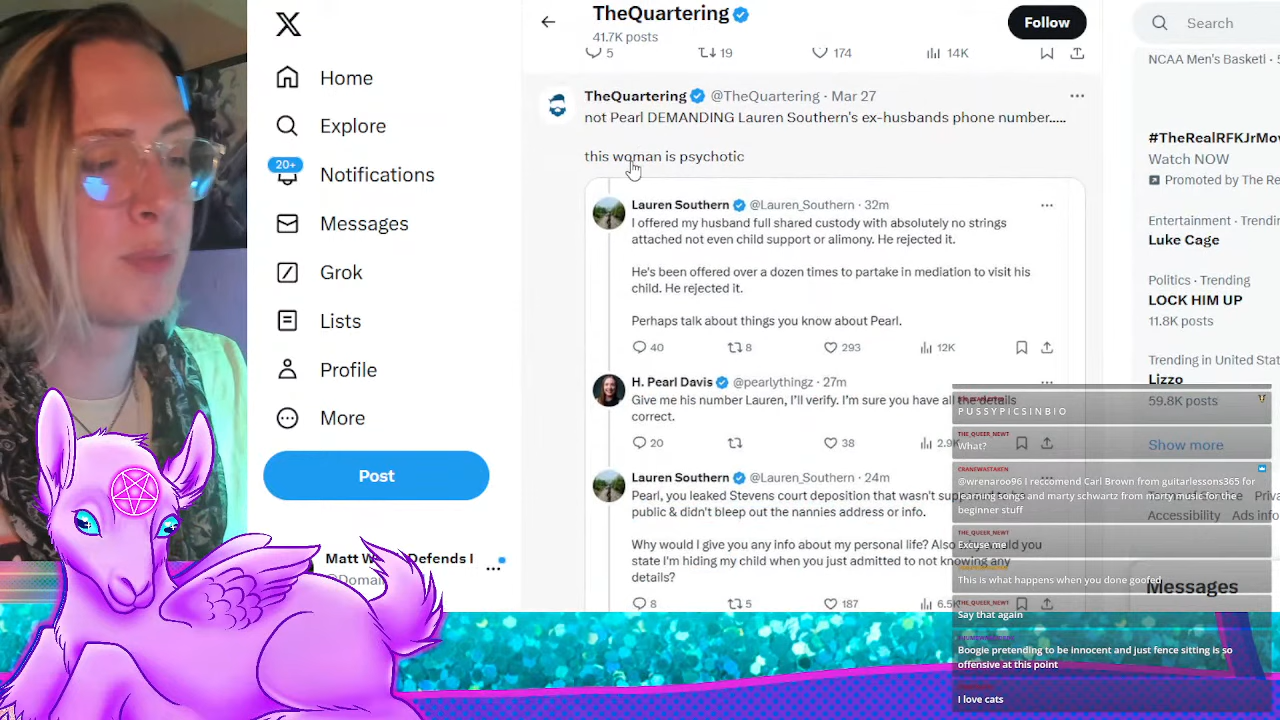 TheQuartering
41.7K posts
Follow
Search
5
19
174
14K
NCAA Men's Basketl
Home
Explore
20+
Notifications
Messages
Grok
Lists
Profile
More
Post
TheQuartering @TheQuartering · Mar 27
not Pearl DEMANDING Lauren Southern's ex-husbands phone number.....
this woman is psychotic
Lauren Southern @Lauren_Southern · 32m
I offered my husband full shared custody with absolutely no strings
attached not even child support or alimony. He rejected it.
He's been offered over a dozen times to partake in mediation to visit his
child. He rejected it.
Perhaps talk about things you know about Pearl.
40
8
293
12K
H. Pearl Davis @pearlythingz · 27m
Give me his number Lauren, I'll verify. I'm sure you have all the details
correct.
20
38
2.9K
Lauren Southern @Lauren_Southern · 24m
Pearl, you leaked Stevens court deposition that wasn't
public & didn't bleep out the nannies address or info.
Why would I give you any info about my personal life? Also
you
state I'm hiding my child when you just admitted to not knowing any
details?
8
5
187
6.5K
#TheRealRFKJrMov
Watch NOW
Promoted by The Re
Entertainment · Trending
Luke Cage
Politics · Trending
LOCK HIM UP
11.8K posts
Trending in United Sta
Lizzo
59.8K posts
Show more
Accessibility
Ads info
Messages
Matt W
Defends I
PUSSYPICSINBIO
THE_QUEER_NEWT
What?
CRANEWASTAKEN
@wrenaroo96 I reccomend Carl Brown from guitarlessons365 for
learning songs and marty schwartz from marty music for the
beginner stuff
THE_QUEER_NEWT
Excuse me
This is what happens when you done goofed
THE_QUEER_NEWT
Say that again
Boogie pretending to be innocent and just fence sitting is so
offensive at this point
I love cats